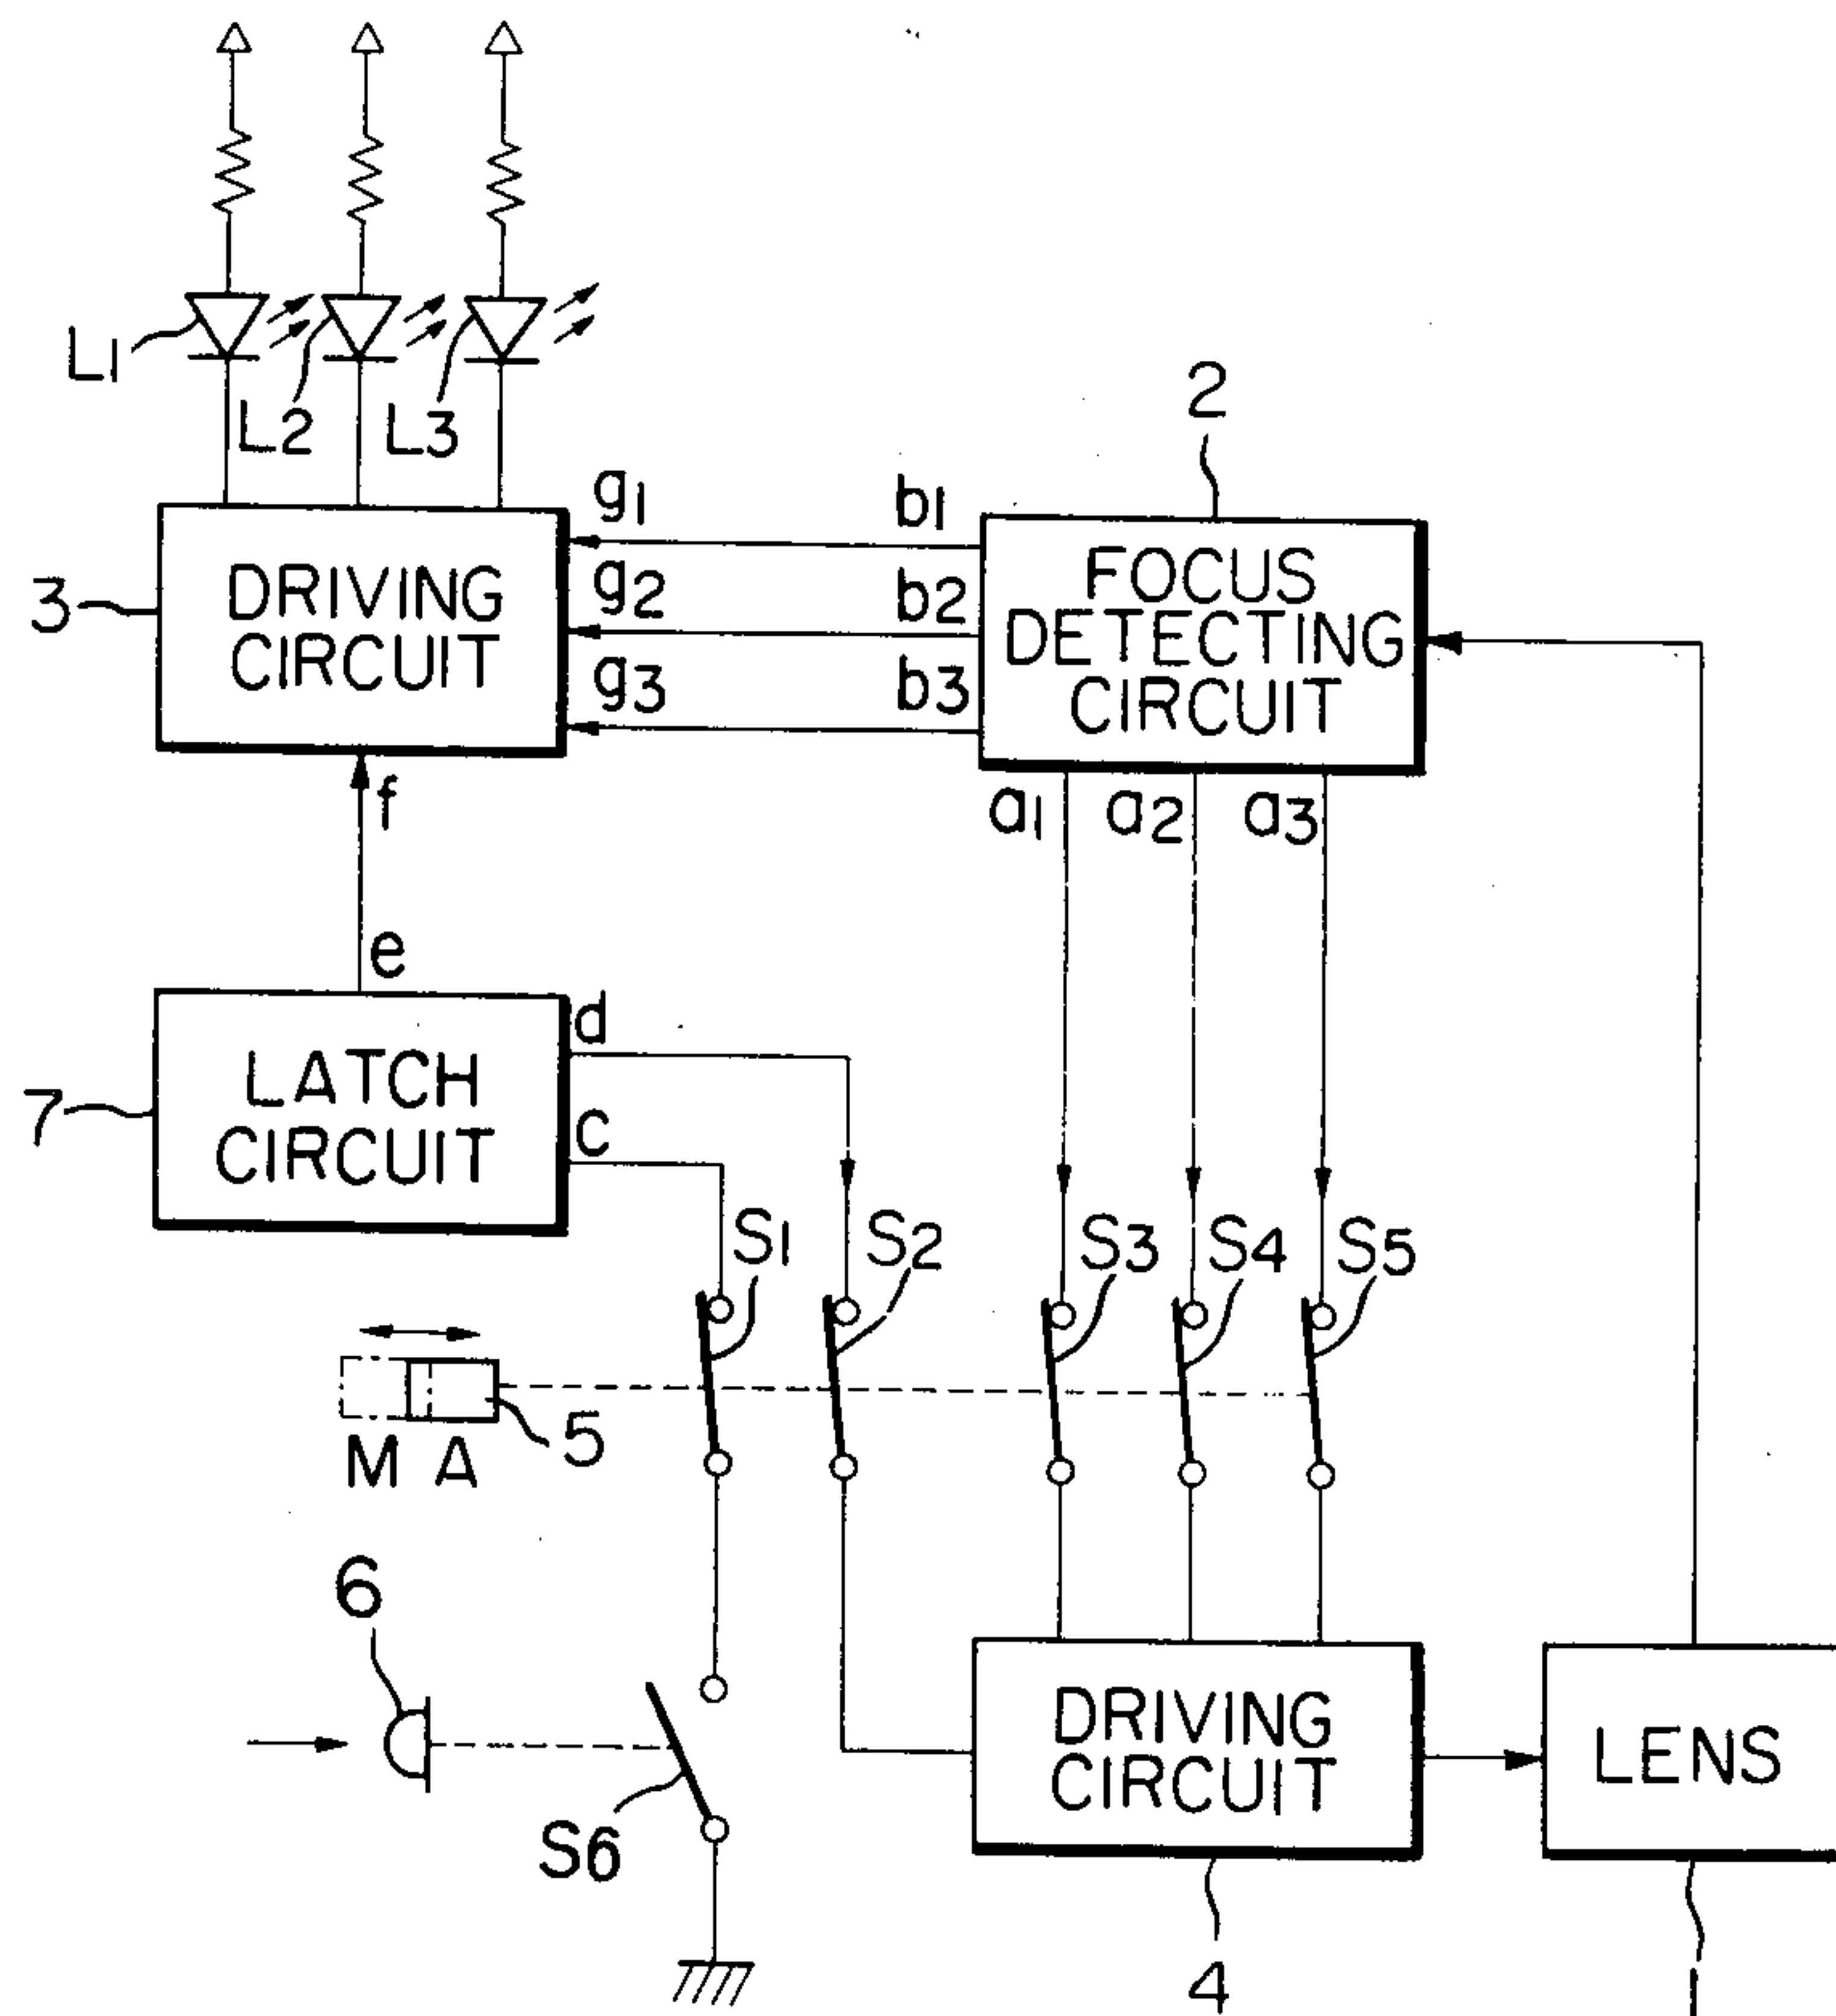 L1
L2
L3
2
g1
b1
g2
b2
g3
b3
3
DRIVING
CIRCUIT
FOCUS
DETECTING
CIRCUIT
f
a1
a2
a3
e
d
c
7
LATCH
CIRCUIT
S1
S2
S3
S4
S5
M A
5
6
S6
DRIVING
CIRCUIT
LENS
4
1